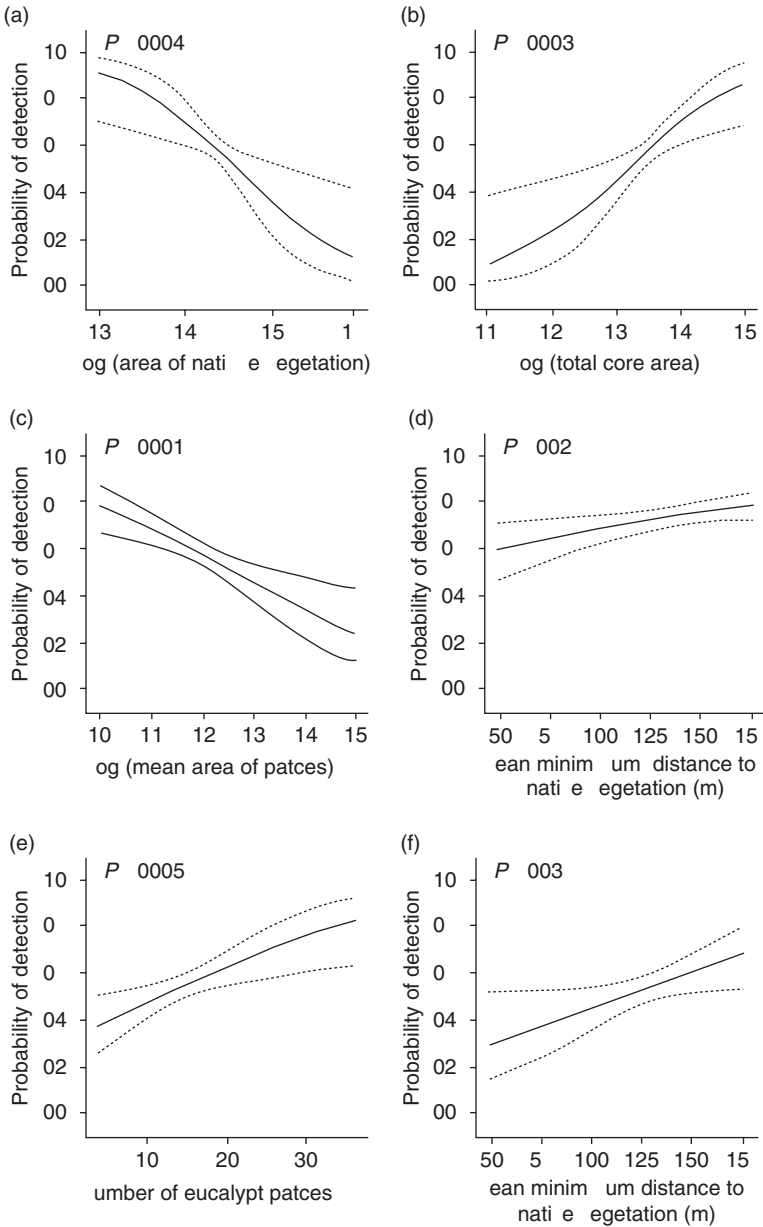 (a)
P 0004
10
0
0
04
02
00
Probability of detection
13 14 15 1
og (area of nati e egetation)
(b)
P 0003
10
0
0
04
02
00
Probability of detection
11 12 13 14 15
og (total core area)
(c)
P 0001
10
0
0
04
02
00
Probability of detection
10 11 12 13 14 15
og (mean area of patces)
(d)
P 002
10
0
0
04
02
00
Probability of detection
50 5 100 125 150 15
ean minim um distance to
nati e egetation (m)
(e)
P 0005
10
0
0
04
02
00
Probability of detection
10 20 30
umber of eucalypt patces
(f)
P 003
10
0
0
04
02
00
Probability of detection
50 5 100 125 150 15
ean minim um distance to
nati e egetation (m)